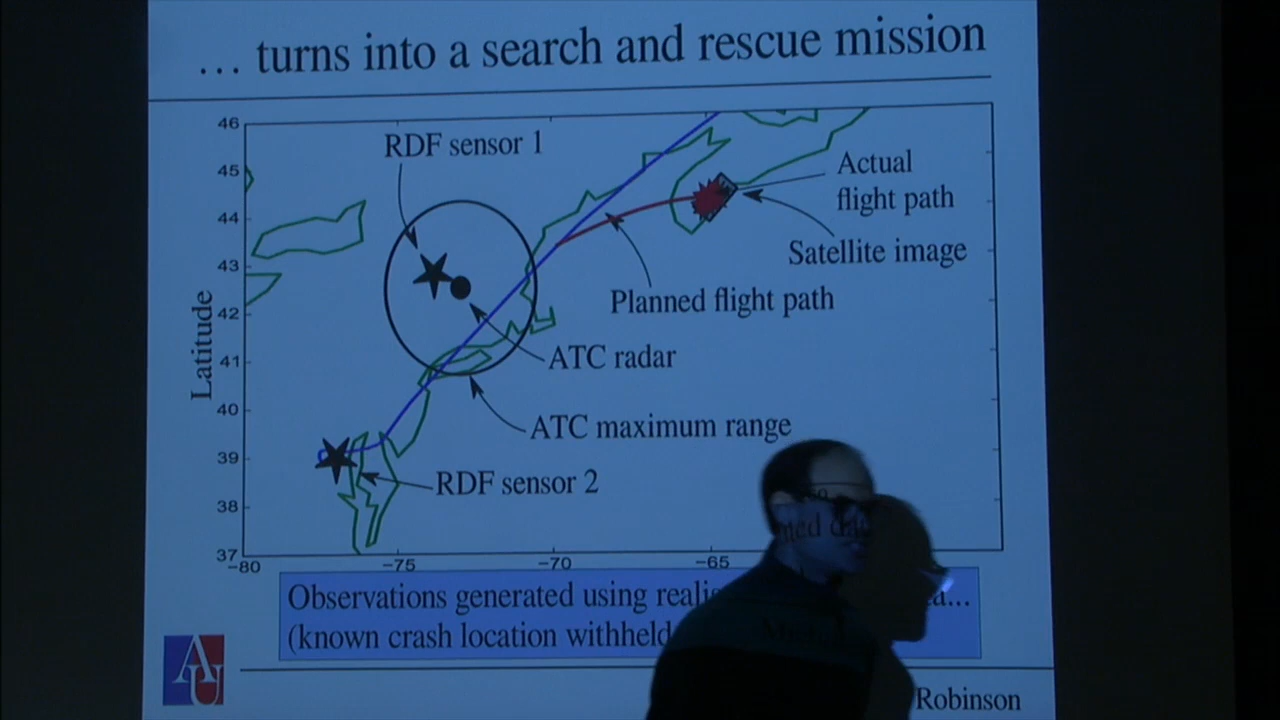 ... turns into a search and rescue mission
46
45
44
43
42
41
40
39
38
37
Latitude
-80
-75
-70
-65
RDF sensor 1
Actual
flight path
Satellite image
Planned flight path
ATC radar
ATC maximum range
RDF sensor 2
Observations generated using a...
(known crash location withheld
AU
Robinson